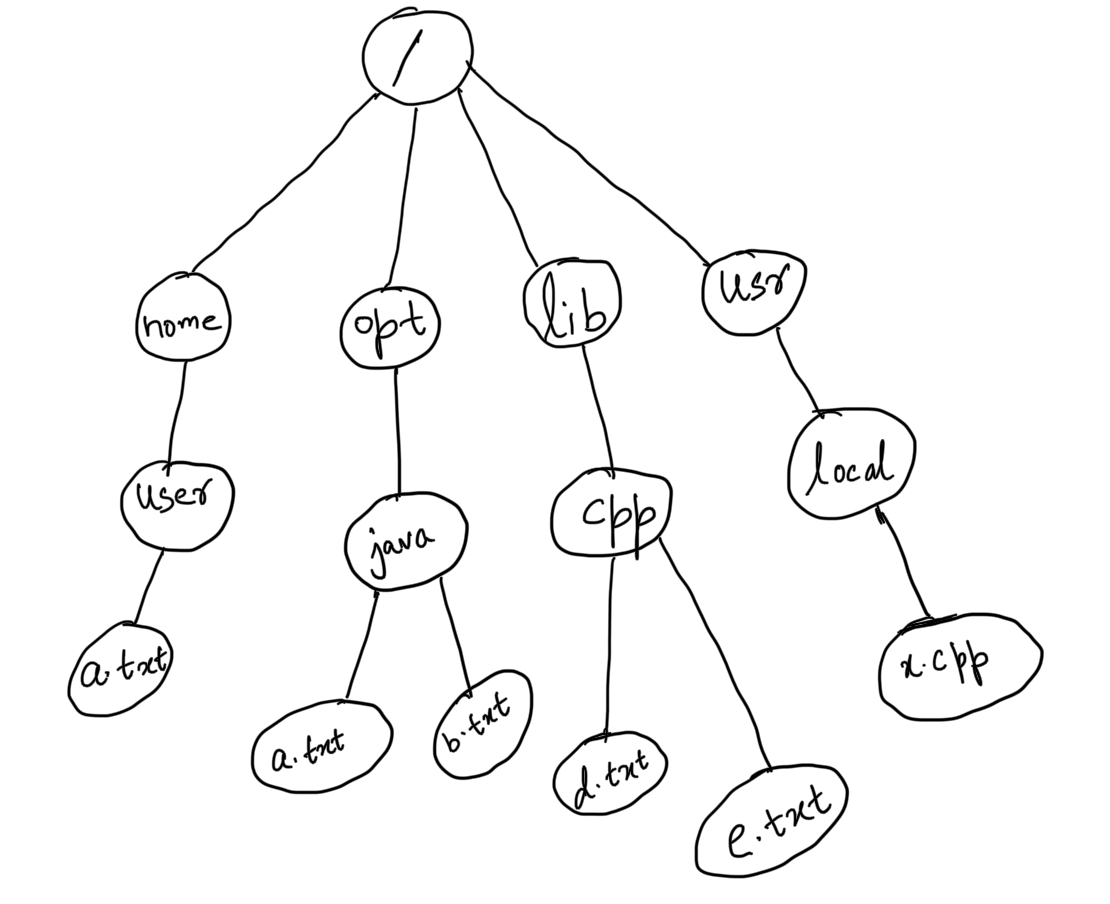 /
home
opt
lib
usr
user
java
cpp
local
a.txt
a.txt
b.txt
d.txt
e.txt
x.cpp